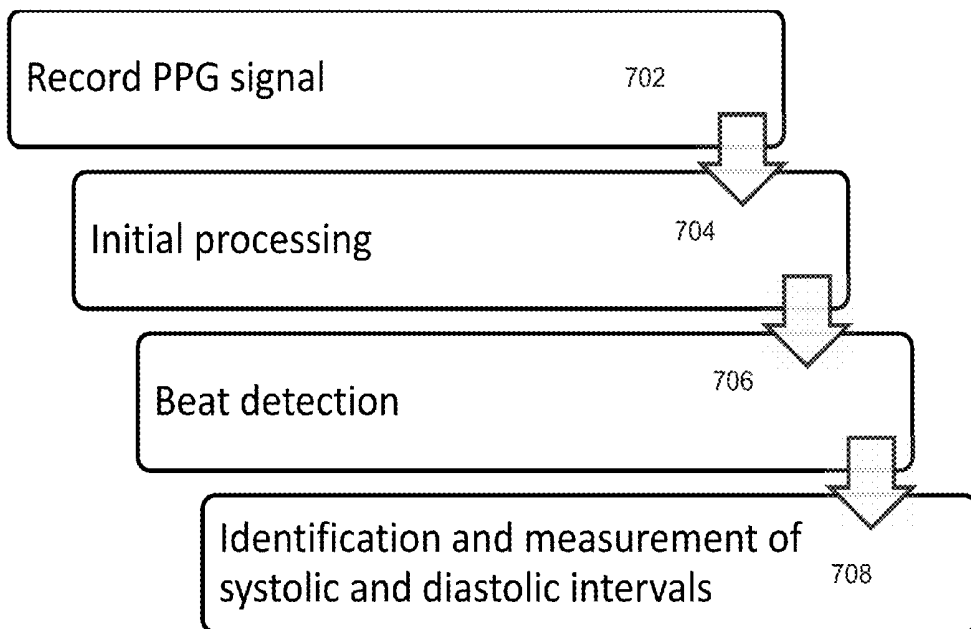 Record PPG signal 702
Initial processing 704
Beat detection 706
Identification and measurement of
systolic and diastolic intervals 708